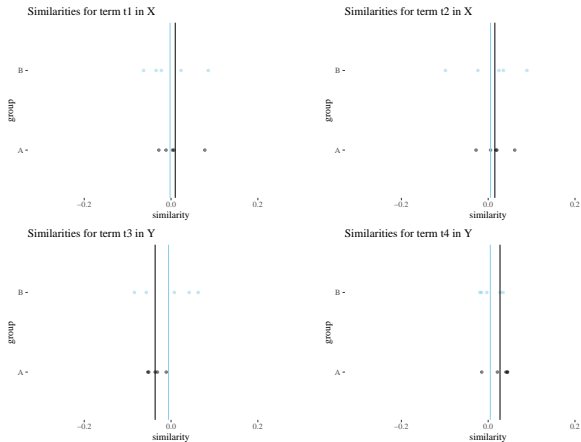 Similarities for term t1 in X
group
B
A
−0.2
0.0
0.2
similarity
Similarities for term t2 in X
group
B
A
−0.2
0.0
0.2
similarity
Similarities for term t3 in Y
group
B
A
−0.2
0.0
0.2
similarity
Similarities for term t4 in Y
group
B
A
−0.2
0.0
0.2
similarity